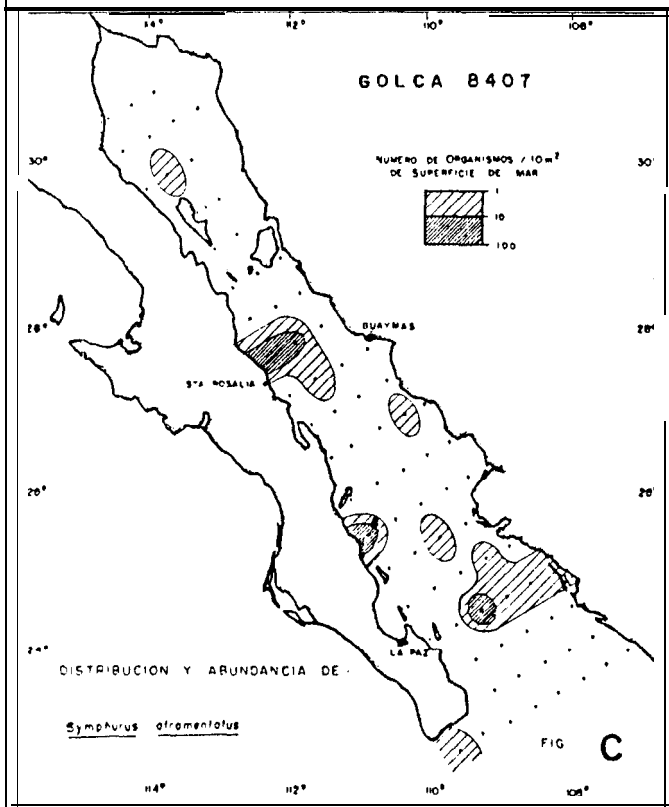 114° 112° 110° 108°
GOLCA 8407
NUMERO DE ORGANISMOS / 10 m²
DE SUPERFICIE DE MAR
1
10
100
30° 30°
28° 28°
GUAYMAS
STA. ROSALIA
26° 26°
24°
LA PAZ
DISTRIBUCION Y ABUNDANCIA DE
Symphurus atramentatus
FIG C
114° 112° 110° 108°